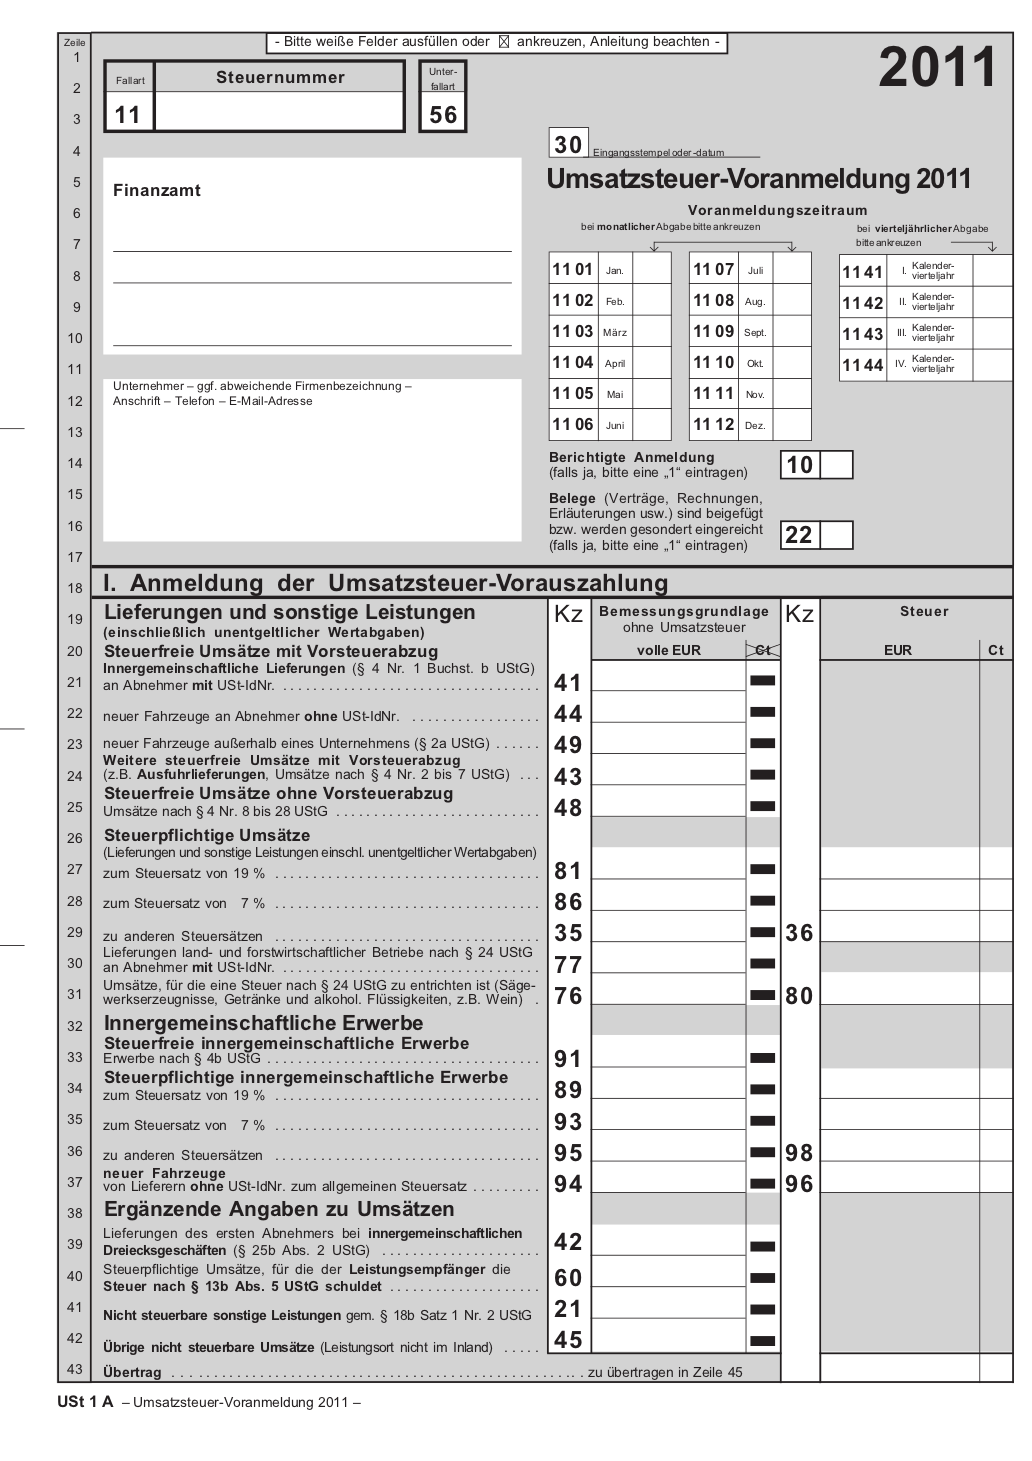 - Bitte weiße Felder ausfüllen oder ☒ ankreuzen, Anleitung beachten -
Zeile
1
2
3
4
5
6
7
8
9
10
11
12
13
14
15
16
17
18
19
20
21
22
23
24
25
26
27
28
29
30
31
32
33
34
35
36
37
38
39
40
41
42
43
Fallart
Steuernummer
Unter-
fallart
11
56
2011
30
Eingangsstempel oder -datum
Finanzamt
Umsatzsteuer-Voranmeldung 2011
Voranmeldungszeitraum
bei monatlicher Abgabe bitte ankreuzen
bei vierteljährlicher Abgabe
bitte ankreuzen
11 01 Jan.
11 02 Feb.
11 03 März
11 04 April
11 05 Mai
11 06 Juni
11 07 Juli
11 08 Aug.
11 09 Sept.
11 10 Okt.
11 11 Nov.
11 12 Dez.
11 41 I. Kalender-
vierteljahr
11 42 II. Kalender-
vierteljahr
11 43 III. Kalender-
vierteljahr
11 44 IV. Kalender-
vierteljahr
Unternehmer – ggf. abweichende Firmenbezeichnung –
Anschrift – Telefon – E-Mail-Adresse
Berichtigte Anmeldung
(falls ja, bitte eine „1“ eintragen)
10
Belege (Verträge, Rechnungen,
Erläuterungen usw.) sind beigefügt
bzw. werden gesondert eingereicht
(falls ja, bitte eine „1“ eintragen)
22
I. Anmeldung der Umsatzsteuer-Vorauszahlung
Lieferungen und sonstige Leistungen
(einschließlich unentgeltlicher Wertabgaben)
Kz
Bemessungsgrundlage
ohne Umsatzsteuer
volle EUR
Ct
Kz
Steuer
EUR
Ct
Steuerfreie Umsätze mit Vorsteuerabzug
Innergemeinschaftliche Lieferungen (§ 4 Nr. 1 Buchst. b UStG)
an Abnehmer mit USt-IdNr. . . . . . . . . . . . . . . . . . . . . . . . . . . . . . . . . . 41
neuer Fahrzeuge an Abnehmer ohne USt-IdNr. . . . . . . . . . . . . . . . . . 44
neuer Fahrzeuge außerhalb eines Unternehmens (§ 2a UStG) . . . . . . 49
Weitere steuerfreie Umsätze mit Vorsteuerabzug
(z.B. Ausfuhrlieferungen, Umsätze nach § 4 Nr. 2 bis 7 UStG) . . . 43
Steuerfreie Umsätze ohne Vorsteuerabzug
Umsätze nach § 4 Nr. 8 bis 28 UStG . . . . . . . . . . . . . . . . . . . . . . . . . . 48
Steuerpflichtige Umsätze
(Lieferungen und sonstige Leistungen einschl. unentgeltlicher Wertabgaben)
zum Steuersatz von 19 % . . . . . . . . . . . . . . . . . . . . . . . . . . . . . . . . . . 81
zum Steuersatz von 7 % . . . . . . . . . . . . . . . . . . . . . . . . . . . . . . . . . . 86
zu anderen Steuersätzen . . . . . . . . . . . . . . . . . . . . . . . . . . . . . . . . . . 35 36
Lieferungen land- und forstwirtschaftlicher Betriebe nach § 24 UStG
an Abnehmer mit USt-IdNr. . . . . . . . . . . . . . . . . . . . . . . . . . . . . . . . . . 77
Umsätze, für die eine Steuer nach § 24 UStG zu entrichten ist (Säge-
werkserzeugnisse, Getränke und alkohol. Flüssigkeiten, z.B. Wein) . 76 80
Innergemeinschaftliche Erwerbe
Steuerfreie innergemeinschaftliche Erwerbe
Erwerbe nach § 4b UStG . . . . . . . . . . . . . . . . . . . . . . . . . . . . . . . . . . . 91
Steuerpflichtige innergemeinschaftliche Erwerbe
zum Steuersatz von 19 % . . . . . . . . . . . . . . . . . . . . . . . . . . . . . . . . . . 89
zum Steuersatz von 7 % . . . . . . . . . . . . . . . . . . . . . . . . . . . . . . . . . . 93
zu anderen Steuersätzen . . . . . . . . . . . . . . . . . . . . . . . . . . . . . . . . . . 95 98
neuer Fahrzeuge
von Lieferern ohne USt-IdNr. zum allgemeinen Steuersatz . . . . . . . . . 94 96
Ergänzende Angaben zu Umsätzen
Lieferungen des ersten Abnehmers bei innergemeinschaftlichen
Dreiecksgeschäften (§ 25b Abs. 2 UStG) . . . . . . . . . . . . . . . . . . . . 42
Steuerpflichtige Umsätze, für die der Leistungsempfänger die
Steuer nach § 13b Abs. 5 UStG schuldet . . . . . . . . . . . . . . . . . . . 60
Nicht steuerbare sonstige Leistungen gem. § 18b Satz 1 Nr. 2 UStG 21
Übrige nicht steuerbare Umsätze (Leistungsort nicht im Inland) . . . . . 45
Übertrag . . . . . . . . . . . . . . . . . . . . . . . . . . . . . . . . . . . . . . . . . . . . . . . . . . . . . zu übertragen in Zeile 45
USt 1 A – Umsatzsteuer-Voranmeldung 2011 –